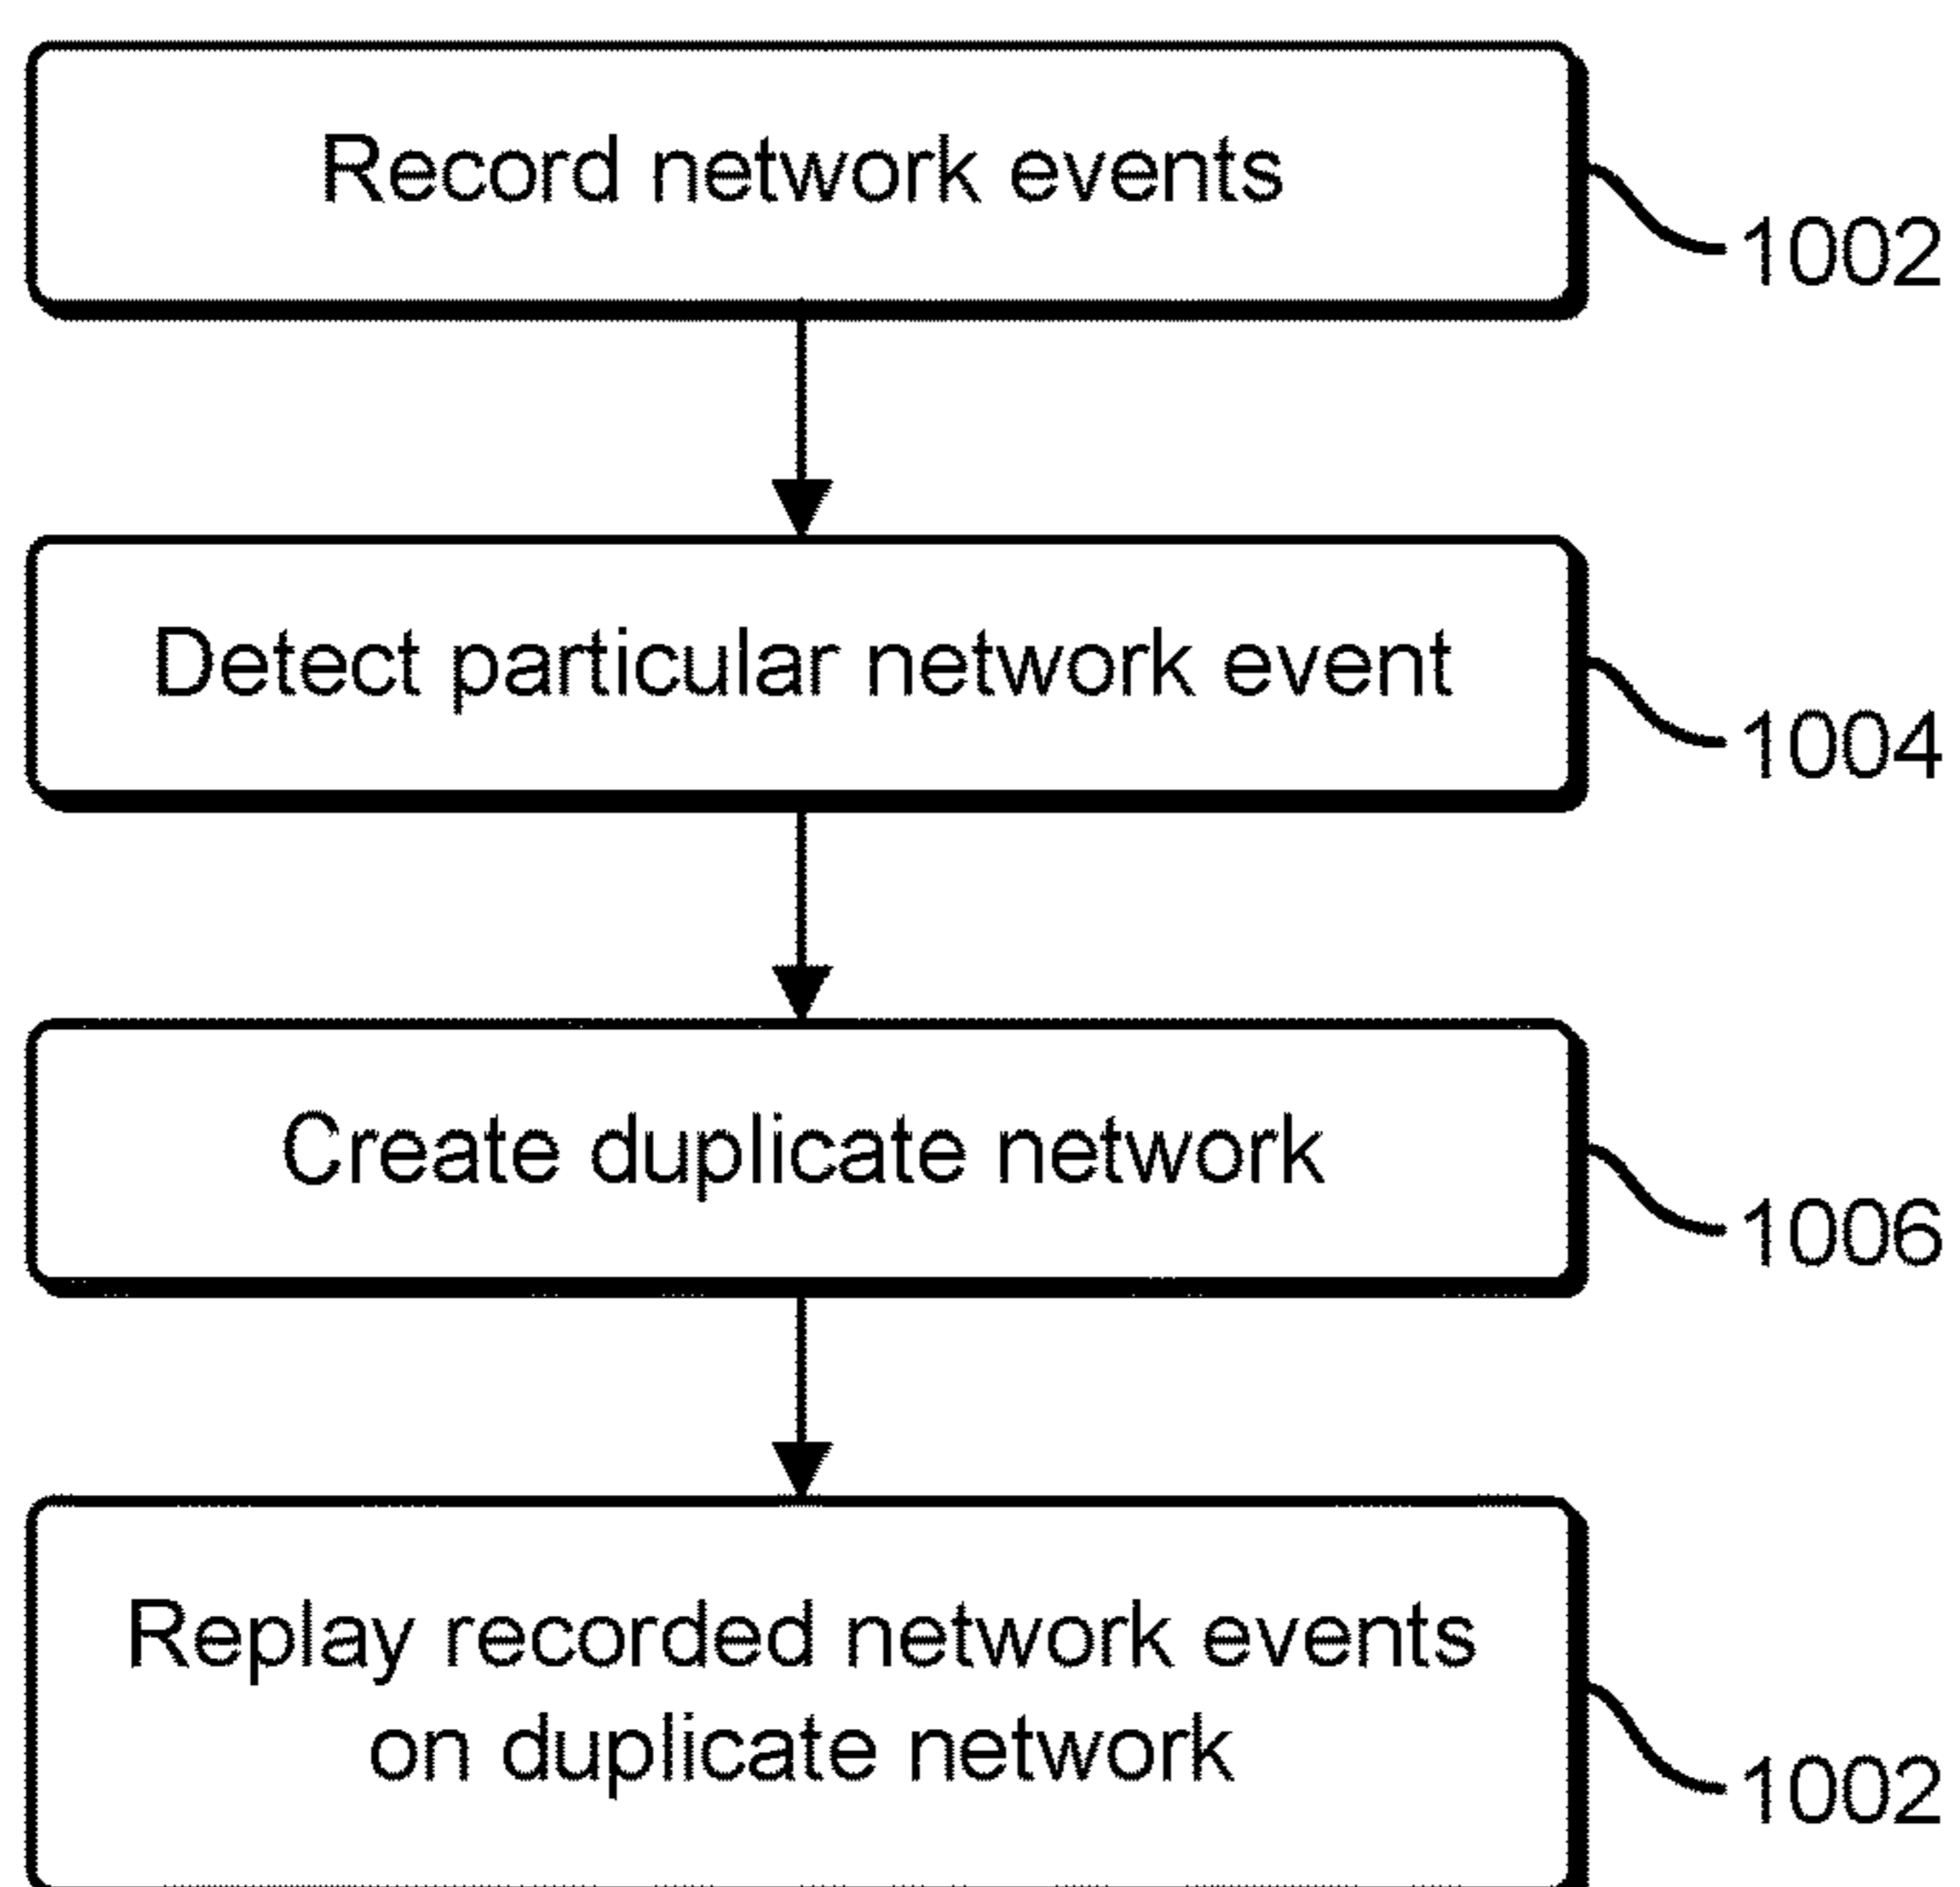 Record network events
1002
Detect particular network event
1004
Create duplicate network
1006
Replay recorded network events
on duplicate network
1002